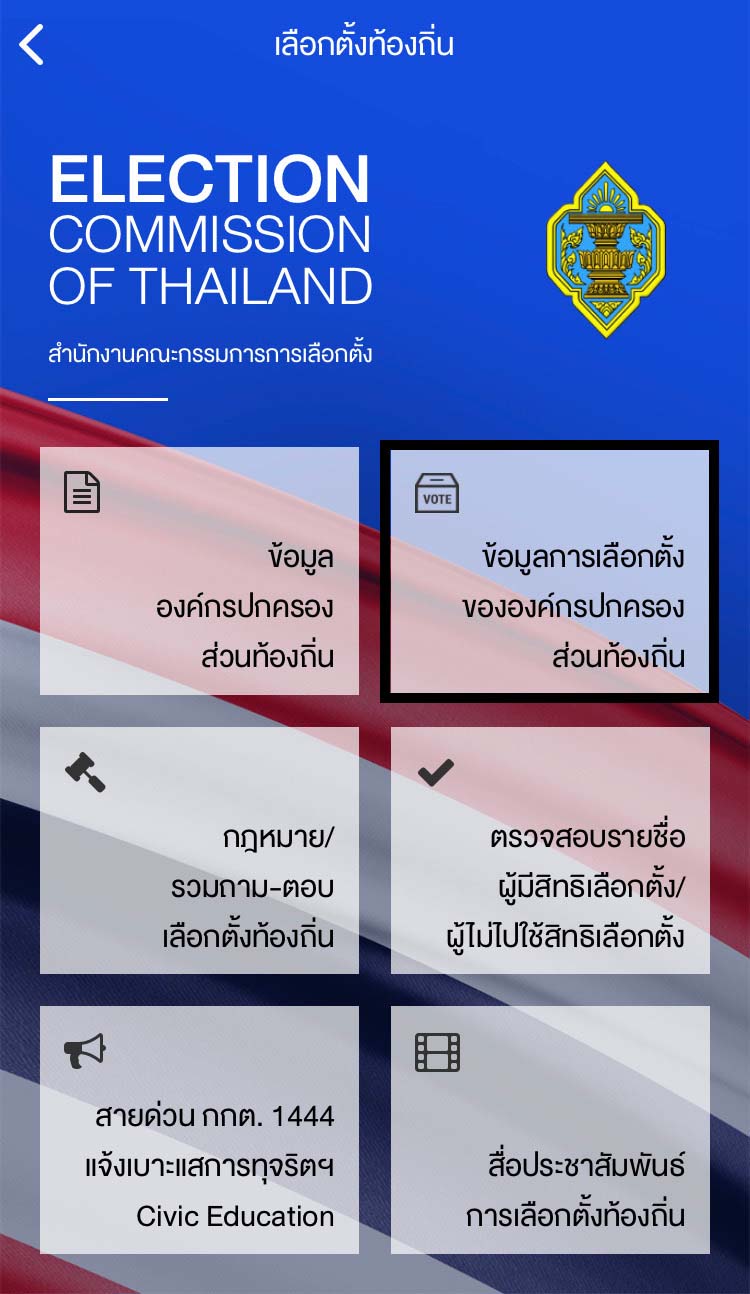 เลือกตั้งท้องถิ่น
ELECTION
COMMISSION
OF THAILAND
สำนักงานคณะกรรมการการเลือกตั้ง
ข้อมูล
องค์กรปกครอง
ส่วนท้องถิ่น
VOTE
ข้อมูลการเลือกตั้ง
ขององค์กรปกครอง
ส่วนท้องถิ่น
กฎหมาย/
รวมถาม-ตอบ
เลือกตั้งท้องถิ่น
ตรวจสอบรายชื่อ
ผู้มีสิทธิเลือกตั้ง/
ผู้ไม่ไปใช้สิทธิเลือกตั้ง
สายด่วน กกต. 1444
แจ้งเบาะแสการทุจริตฯ
Civic Education
สื่อประชาสัมพันธ์
การเลือกตั้งท้องถิ่น